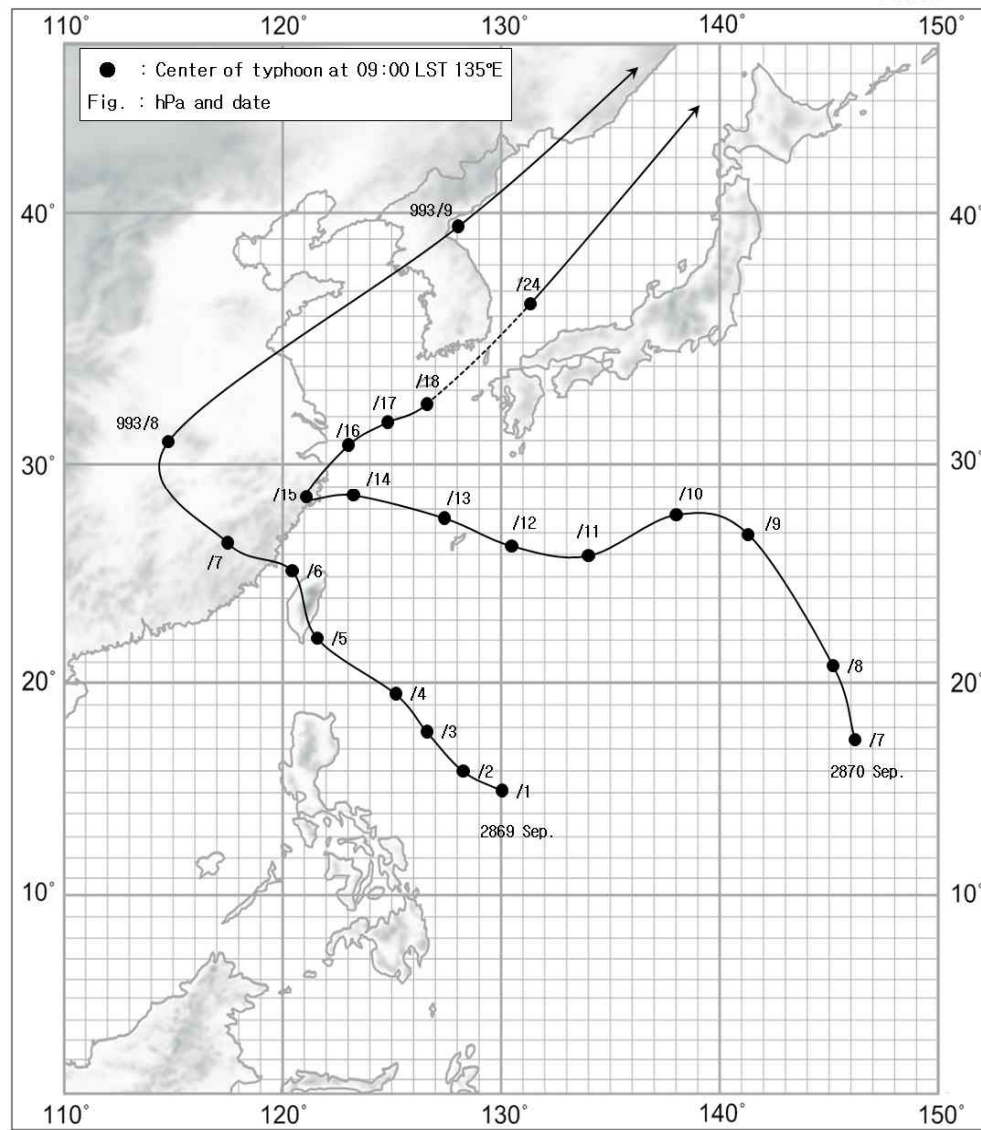 110° 120° 130° 140° 150°
● : Center of typhoon at 09:00 LST 135°E
Fig. : hPa and date
40° 993/9 40°
/24
/18
/17
993/8 /16
30° 30°
/15 /14
/13 /10
/12 /11 /9
/7
/6
/5 /8
20° /4 20°
/3 /7
/2 2870 Sep.
/1
2869 Sep.
10° 10°
110° 120° 130° 140° 150°